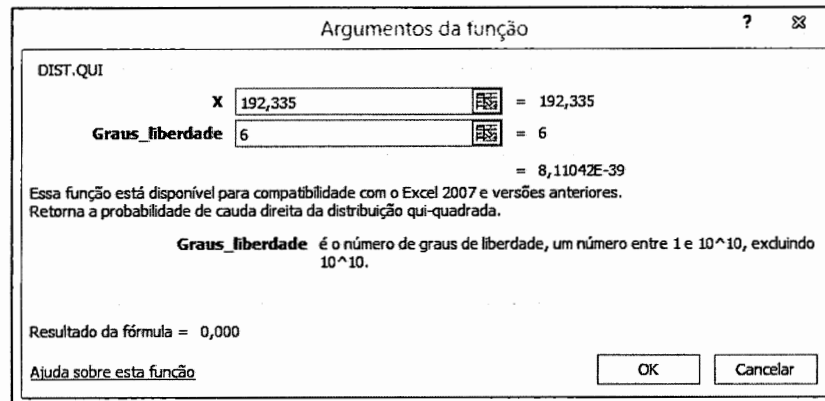 Argumentos da função ? ✕
DIST.QUI
X 192,335 = 192,335
Graus_liberdade 6 = 6
= 8,11042E-39
Essa função está disponível para compatibilidade com o Excel 2007 e versões anteriores.
Retorna a probabilidade de cauda direita da distribuição qui-quadrada.
Graus_liberdade é o número de graus de liberdade, um número entre 1 e 10^10, excluindo
10^10.
Resultado da fórmula = 0,000
Ajuda sobre esta função OK Cancelar